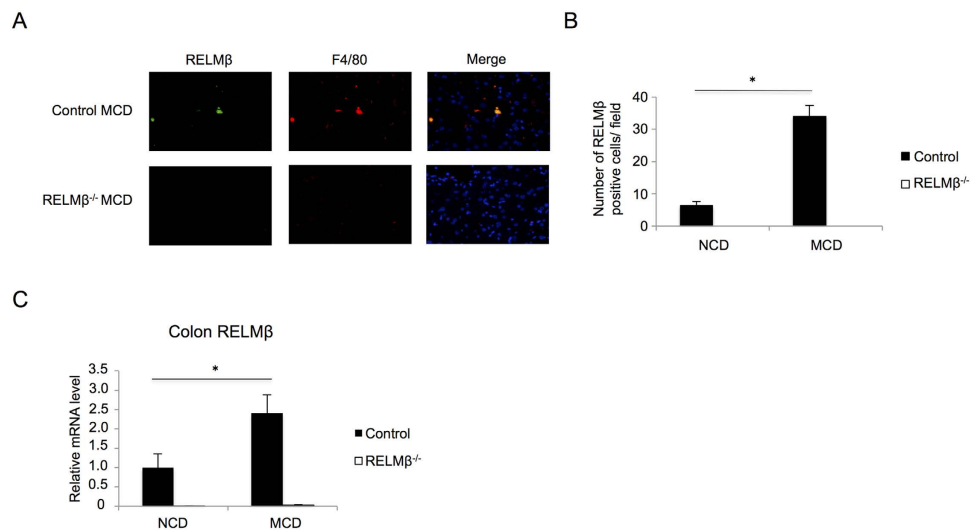 A
RELMβ F4/80 Merge
Control MCD
RELMβ-/- MCD
B
*
Number of RELMβ
positive cells/ field
40
30
20
10
0
NCD MCD
Control
RELMβ-/-
C
Colon RELMβ
*
Relative mRNA level
3.5
3.0
2.5
2.0
1.5
1.0
0.5
0
NCD MCD
Control
RELMβ-/-